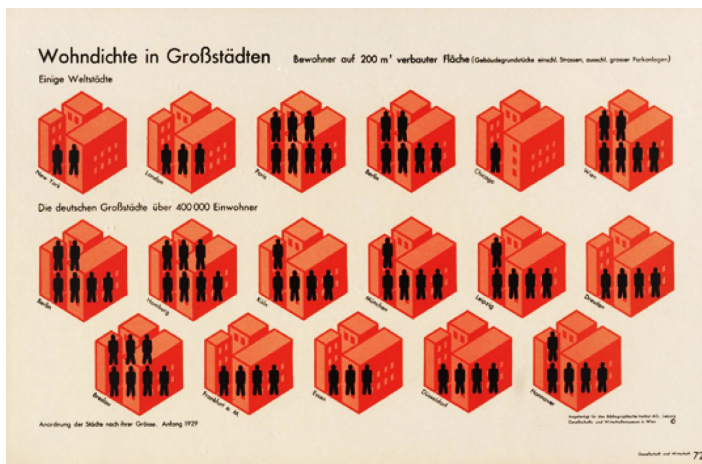 Wohndichte in Großstädten Bewohner auf 200 m² verbauter Fläche (Gebäudegrundstücke einschl. Strassen, ausschl. grosser Parkanlagen)
Einige Weltstädte
New York London Paris Berlin Chicago Wien
Die deutschen Großstädte über 400 000 Einwohner
Berlin Hamburg Köln München Leipzig Dresden
Breslau Frankfurt a. M. Essen Düsseldorf Hannover
Anordnung der Städte nach ihrer Grösse. Anfang 1929
Angefertigt für das Bibliographische Institut AG., Leipzig
Gesellschafts- und Wirtschaftsmuseum in Wien ©
Gesellschaft und Wirtschaft 72